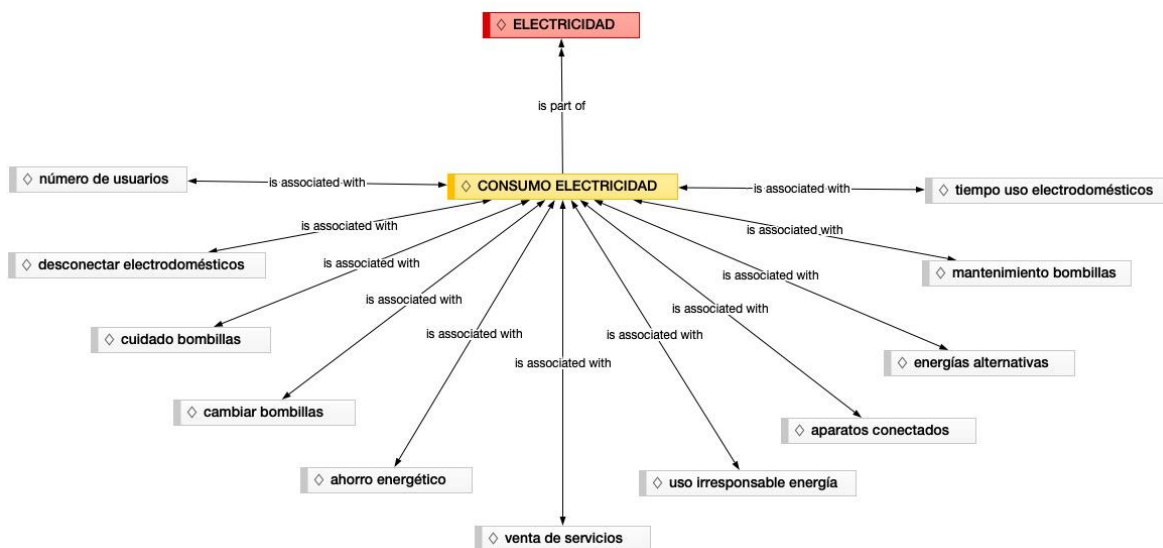 ◇ ELECTRICIDAD
is part of
◇ número de usuarios
is associated with
◇ CONSUMO ELECTRICIDAD
is associated with
◇ tiempo uso electrodomésticos
is associated with
is associated with
◇ desconectar electrodomésticos
is associated with
◇ mantenimiento bombillas
is associated with
is associated with
◇ cuidado bombillas
is associated with
is associated with
is associated with
◇ energías alternativas
is associated with
◇ cambiar bombillas
◇ aparatos conectados
◇ ahorro energético
◇ uso irresponsable energía
◇ venta de servicios